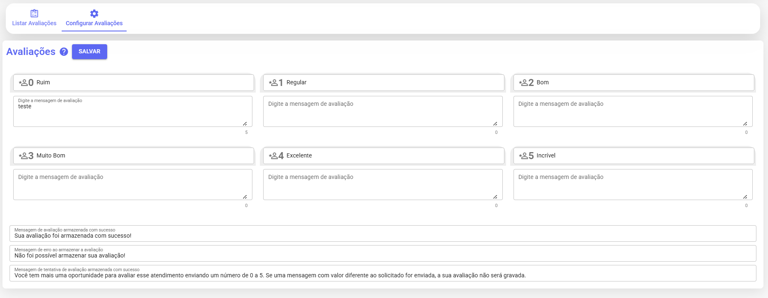 Listar Avaliações
Configurar Avaliações
Avaliações ? SALVAR
0 Ruim
1 Regular
2 Bom
Digite a mensagem de avaliação
teste
Digite a mensagem de avaliação
Digite a mensagem de avaliação
5
0
0
3 Muito Bom
4 Excelente
5 Incrível
Digite a mensagem de avaliação
Digite a mensagem de avaliação
Digite a mensagem de avaliação
0
0
0
Mensagem de avaliação armazenada com sucesso
Sua avaliação foi armazenada com sucesso!
Mensagem de erro ao armazenar a avaliação
Não foi possível armazenar sua avaliação!
Mensagem de tentativa de avaliação armazenada com sucesso
Você tem mais uma oportunidade para avaliar esse atendimento enviando um número de 0 a 5. Se uma mensagem com valor diferente ao solicitado for enviada, a sua avaliação não será gravada.